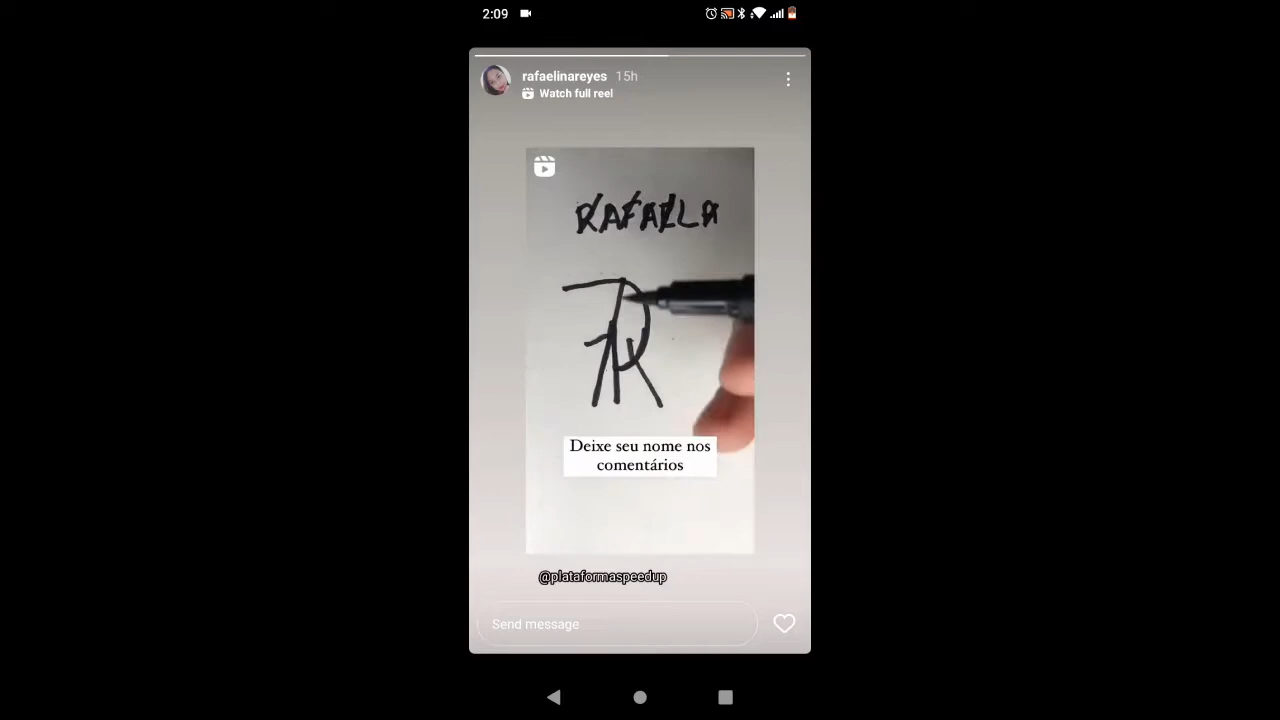 2:09
rafaelinareyes 15h
Watch full reel
RAFAELA
Deixe seu nome nos
comentários
@plataformaspeedup
Send message